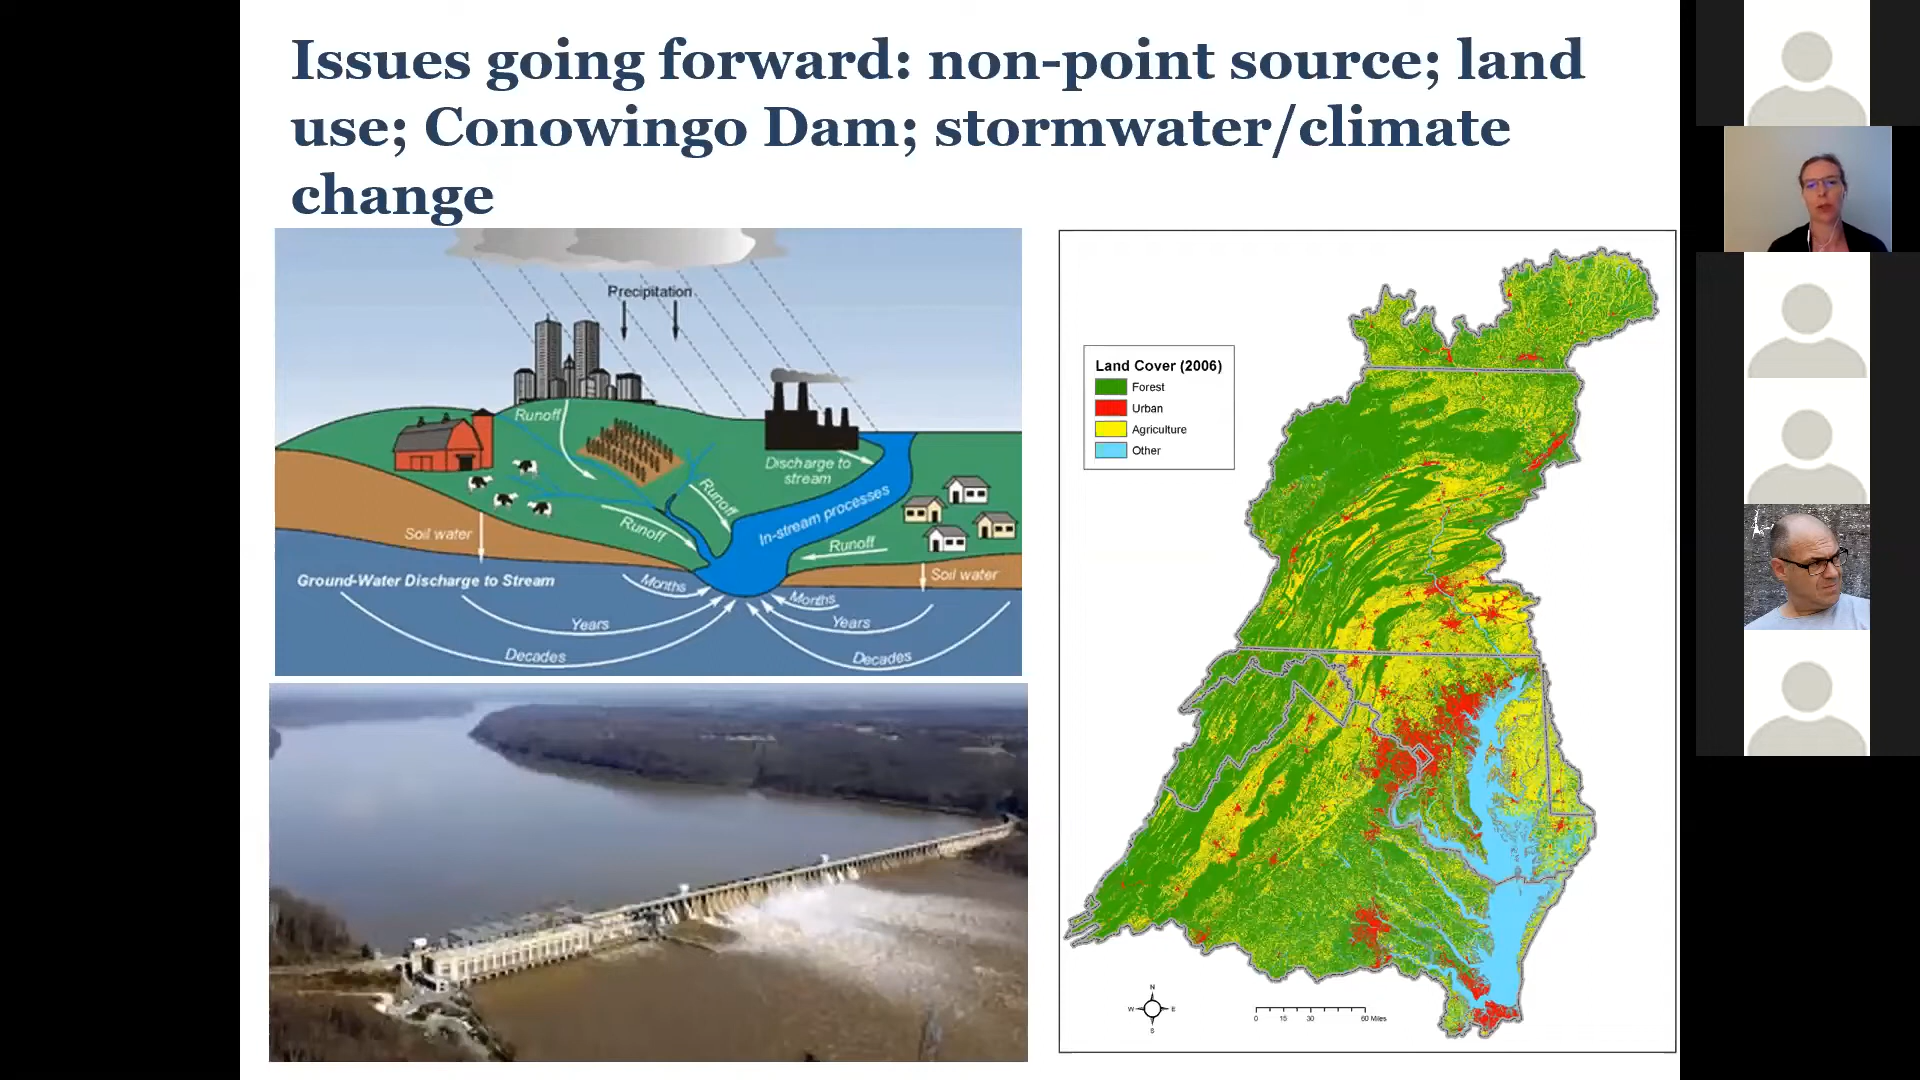 Issues going forward: non-point source; land
use; Conowingo Dam; stormwater/climate
change
Precipitation
Runoff
Discharge to
stream
Runoff
In-stream processes
Runoff
Runoff
Soil water
Soil water
Ground-Water Discharge to Stream
Months
Months
Years
Years
Decades
Decades
Land Cover (2006)
Forest
Urban
Agriculture
Other
N
W
E
S
0 15 30 60 Miles